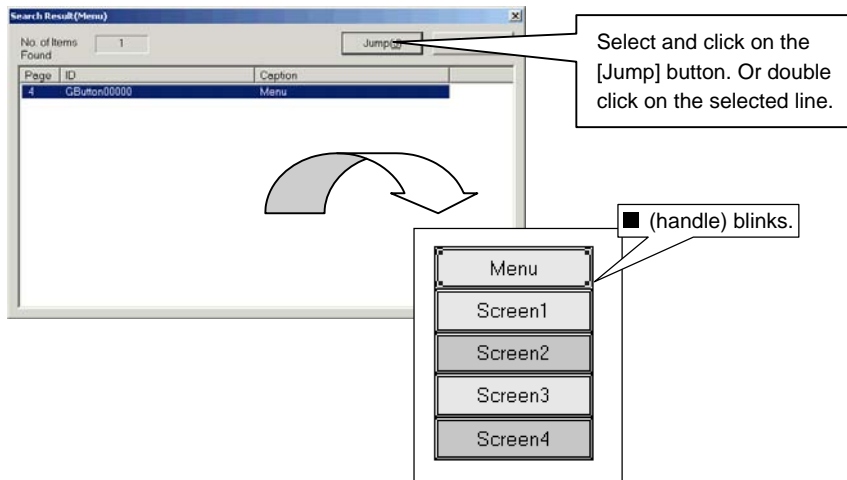 Search Result(Menu)
No. of Items Found 1
Jump
Page ID Caption
4 GButton00000 Menu
Select and click on the
[Jump] button. Or double
click on the selected line.
■ (handle) blinks.
Menu
Screen1
Screen2
Screen3
Screen4